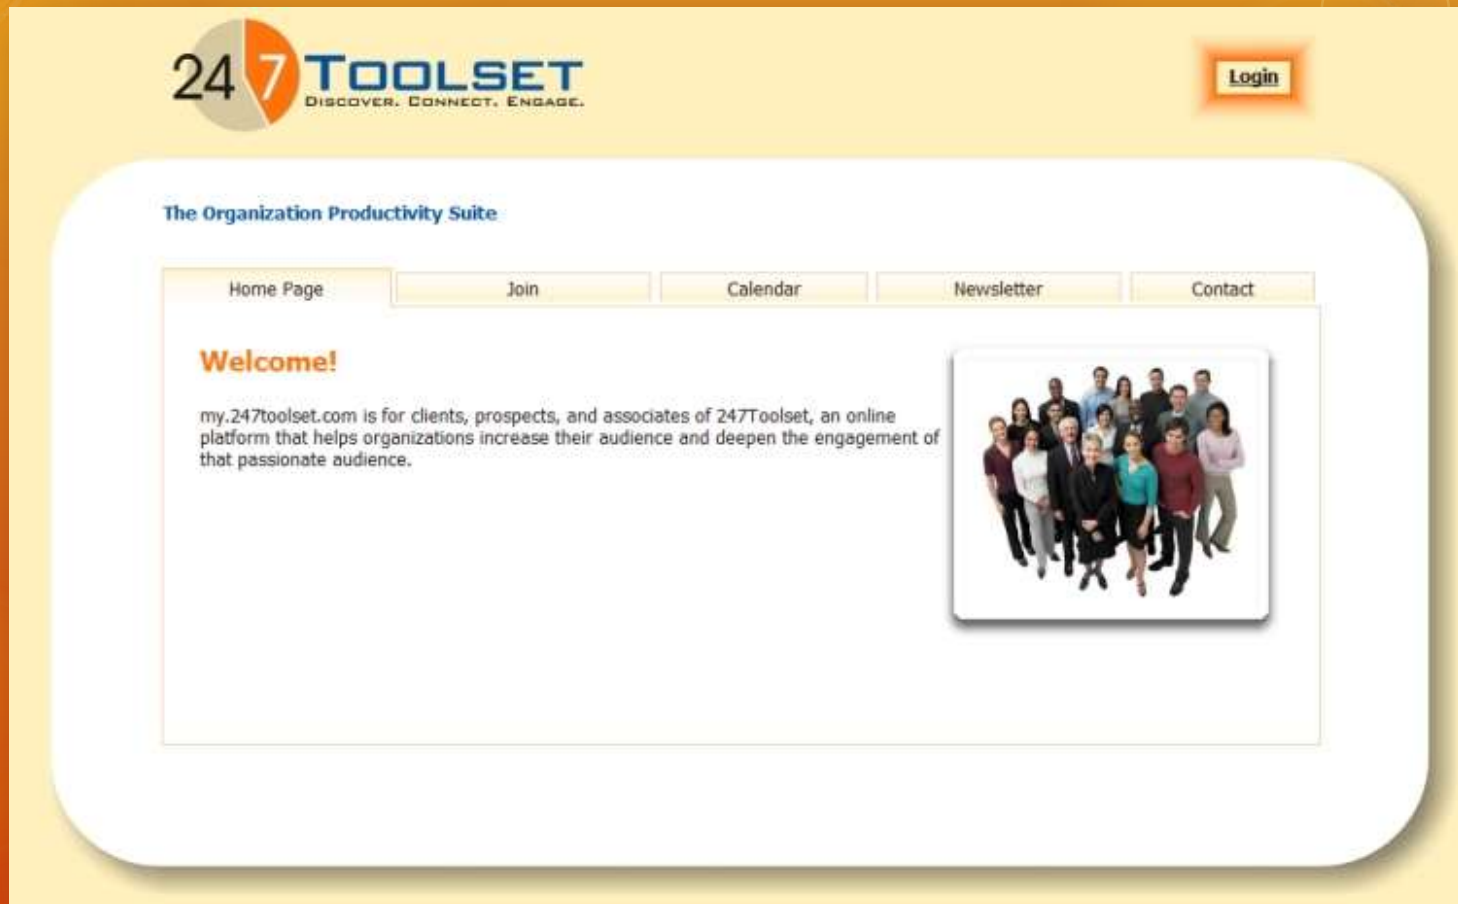 247 TOOLSET
DISCOVER. CONNECT. ENGAGE.
Login
The Organization Productivity Suite
Home Page Join Calendar Newsletter Contact
Welcome!
my.247toolset.com is for clients, prospects, and associates of 247Toolset, an online
platform that helps organizations increase their audience and deepen the engagement of
that passionate audience.